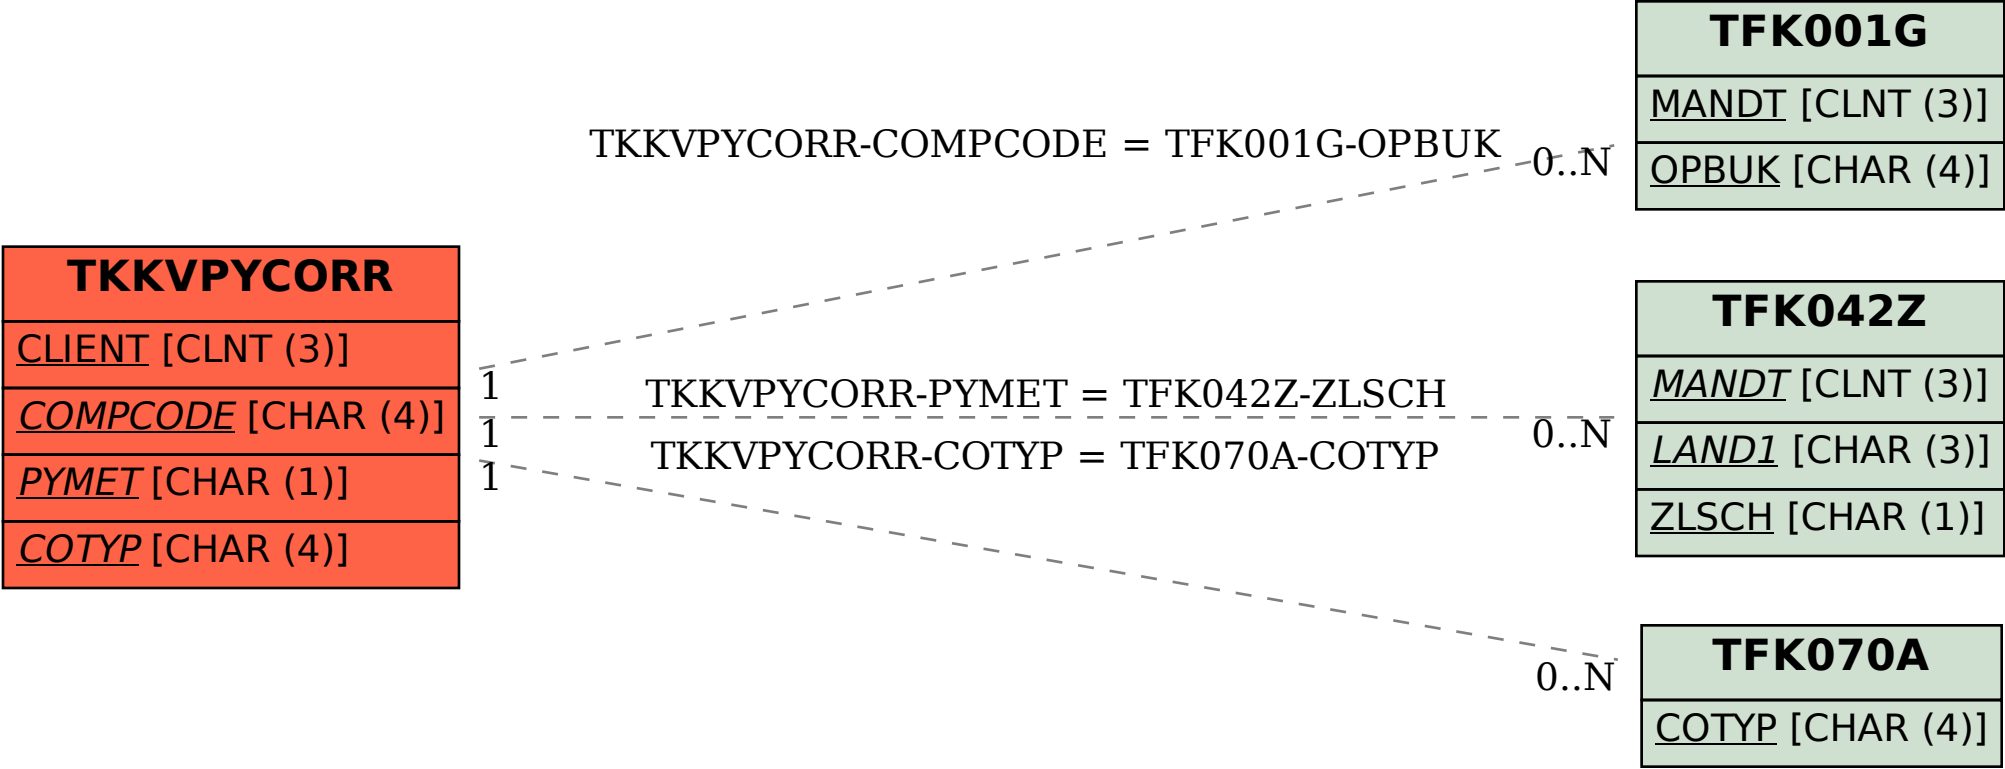 TKKVPYCORR
CLIENT [CLNT (3)]
COMPCODE [CHAR (4)]
PYMET [CHAR (1)]
COTYP [CHAR (4)]
TKKVPYCORR-COMPCODE = TFK001G-OPBUK
0..N
1
TKKVPYCORR-PYMET = TFK042Z-ZLSCH
1
0..N
TKKVPYCORR-COTYP = TFK070A-COTYP
1
0..N
TFK001G
MANDT [CLNT (3)]
OPBUK [CHAR (4)]
TFK042Z
MANDT [CLNT (3)]
LAND1 [CHAR (3)]
ZLSCH [CHAR (1)]
TFK070A
COTYP [CHAR (4)]